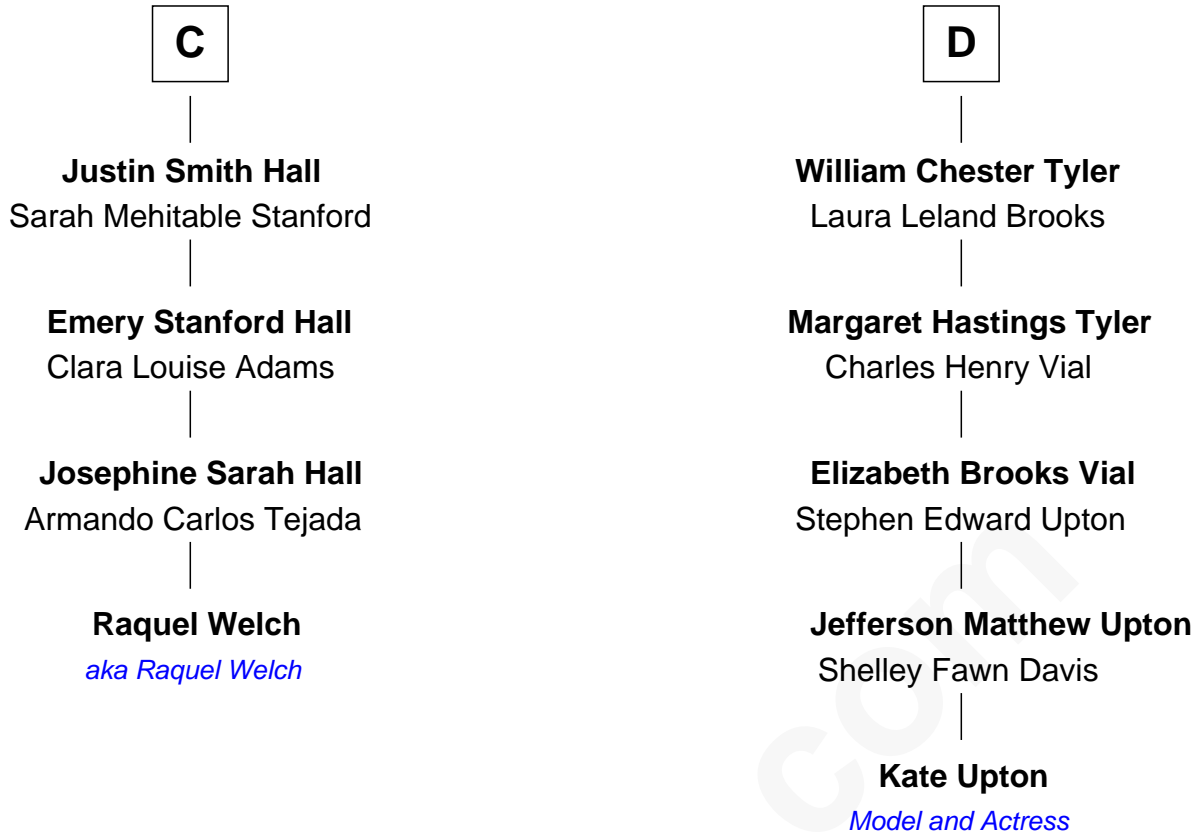 C
Justin Smith Hall
Sarah Mehitable Stanford
Emery Stanford Hall
Clara Louise Adams
Josephine Sarah Hall
Armando Carlos Tejada
Raquel Welch
aka Raquel Welch
D
William Chester Tyler
Laura Leland Brooks
Margaret Hastings Tyler
Charles Henry Vial
Elizabeth Brooks Vial
Stephen Edward Upton
Jefferson Matthew Upton
Shelley Fawn Davis
Kate Upton
Model and Actress
com